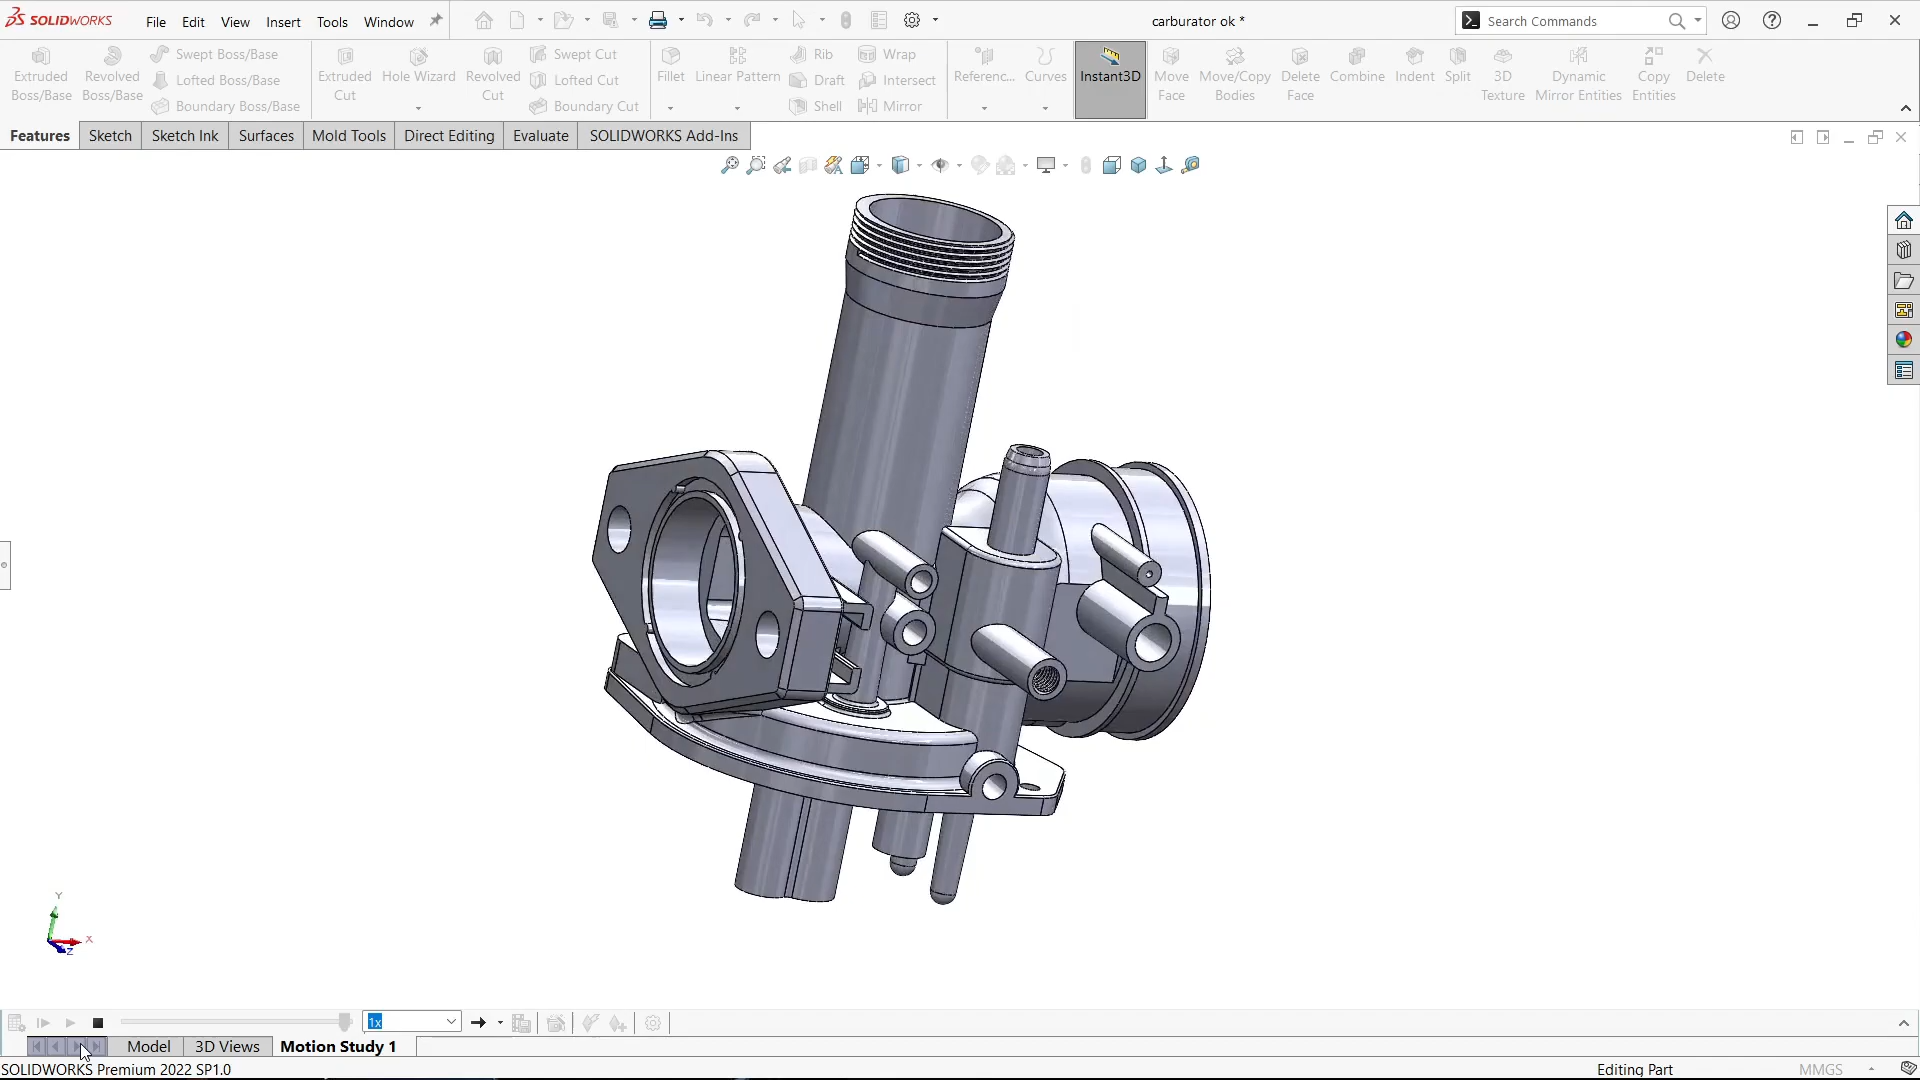 SOLIDWORKS File Edit View Insert Tools Window carburator ok * Search Commands
Extruded Boss/Base
Revolved Boss/Base
Swept Boss/Base
Lofted Boss/Base
Boundary Boss/Base
Extruded Cut
Hole Wizard
Revolved Cut
Swept Cut
Lofted Cut
Boundary Cut
Fillet
Linear Pattern
Rib
Draft
Shell
Wrap
Intersect
Mirror
Referenc...
Curves
Instant3D
Move Face
Move/Copy Bodies
Delete Face
Combine
Indent
Split
3D Texture
Dynamic Mirror Entities
Copy Entities
Delete
Features Sketch Sketch Ink Surfaces Mold Tools Direct Editing Evaluate SOLIDWORKS Add-Ins
Y
X
Z
1x
Model 3D Views Motion Study 1
SOLIDWORKS Premium 2022 SP1.0 Editing Part MMGS